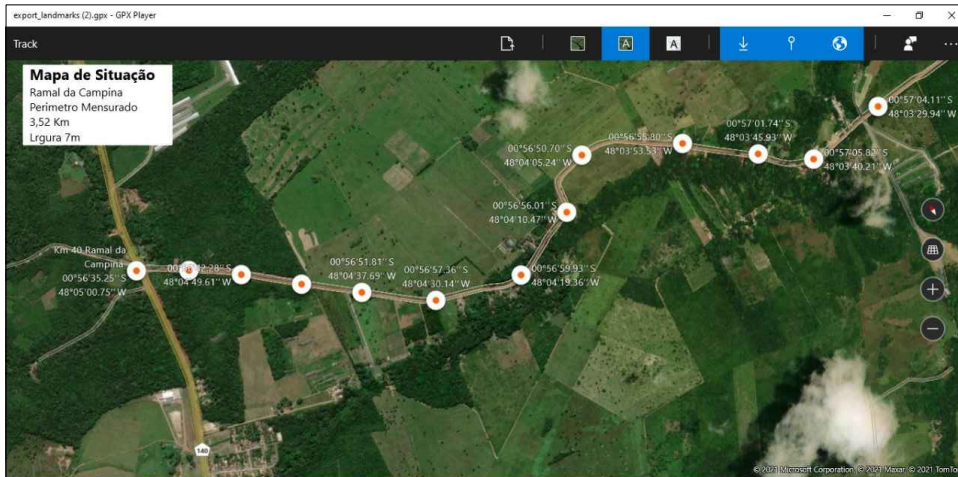 export_landmarks (2).gpx - GPX Player
Track
A
A
Mapa de Situação
Ramal da Campina
Perimetro Mensurado
3,52 Km
Lrgura 7m
00°57'04.11'' S
48°03'29.94'' W
00°57'01.74'' S
48°03'45.93'' W
00°56'55.80'' S
48°03'53.53'' W
00°57'05.82'' S
48°03'40.21'' W
00°56'50.70'' S
48°04'05.24'' W
00°56'56.01'' S
48°04'10.47'' W
Km 40 Ramal da
Campina
00°56'35.25'' S
48°05'00.75'' W
48°04'49.61'' W
00°56'51.81'' S
48°04'37.69'' W
00°56'57.36'' S
48°04'30.14'' W
00°56'59.93'' S
48°04'19.36'' W
140
© 2021 Microsoft Corporation, © 2021 Maxar, © 2021 TomTo